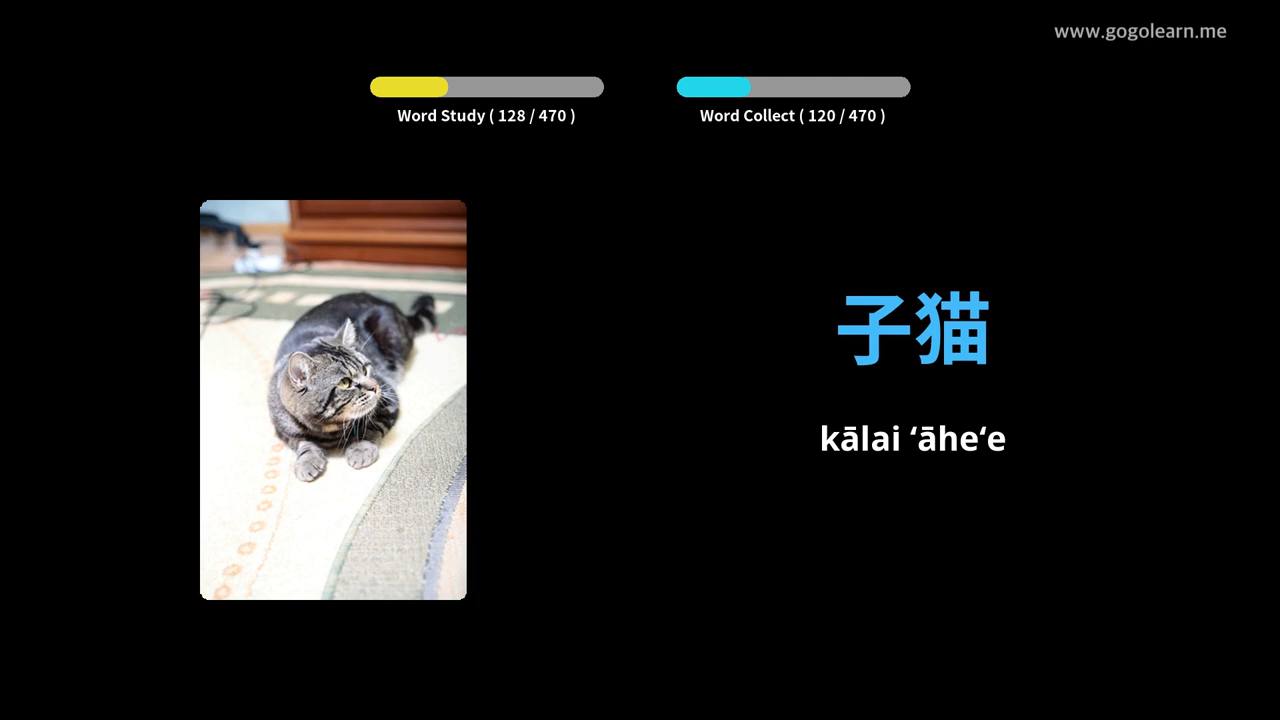 www.gogolearn.me
Word Study ( 128 / 470 )
Word Collect ( 120 / 470 )
子猫
kālai ʻāheʻe